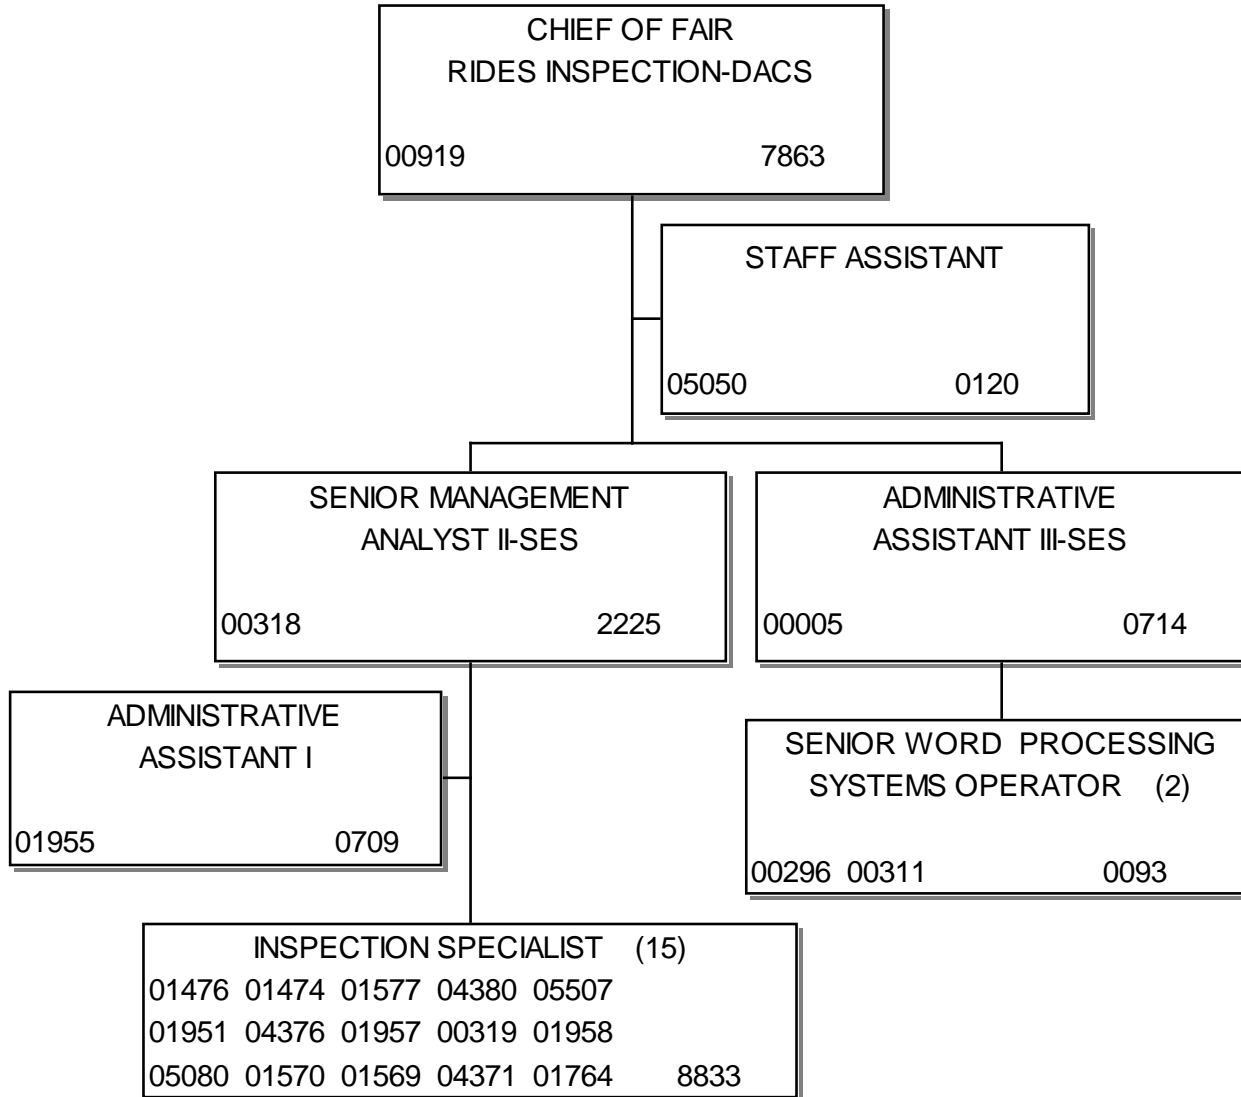 CHIEF OF FAIR
RIDES INSPECTION-DACS
00919 7863
STAFF ASSISTANT
05050 0120
SENIOR MANAGEMENT
ANALYST II-SES
00318 2225
ADMINISTRATIVE
ASSISTANT III-SES
00005 0714
ADMINISTRATIVE
ASSISTANT I
01955 0709
SENIOR WORD PROCESSING
SYSTEMS OPERATOR (2)
00296 00311 0093
INSPECTION SPECIALIST (15)
01476 01474 01577 04380 05507
01951 04376 01957 00319 01958
05080 01570 01569 04371 01764 8833